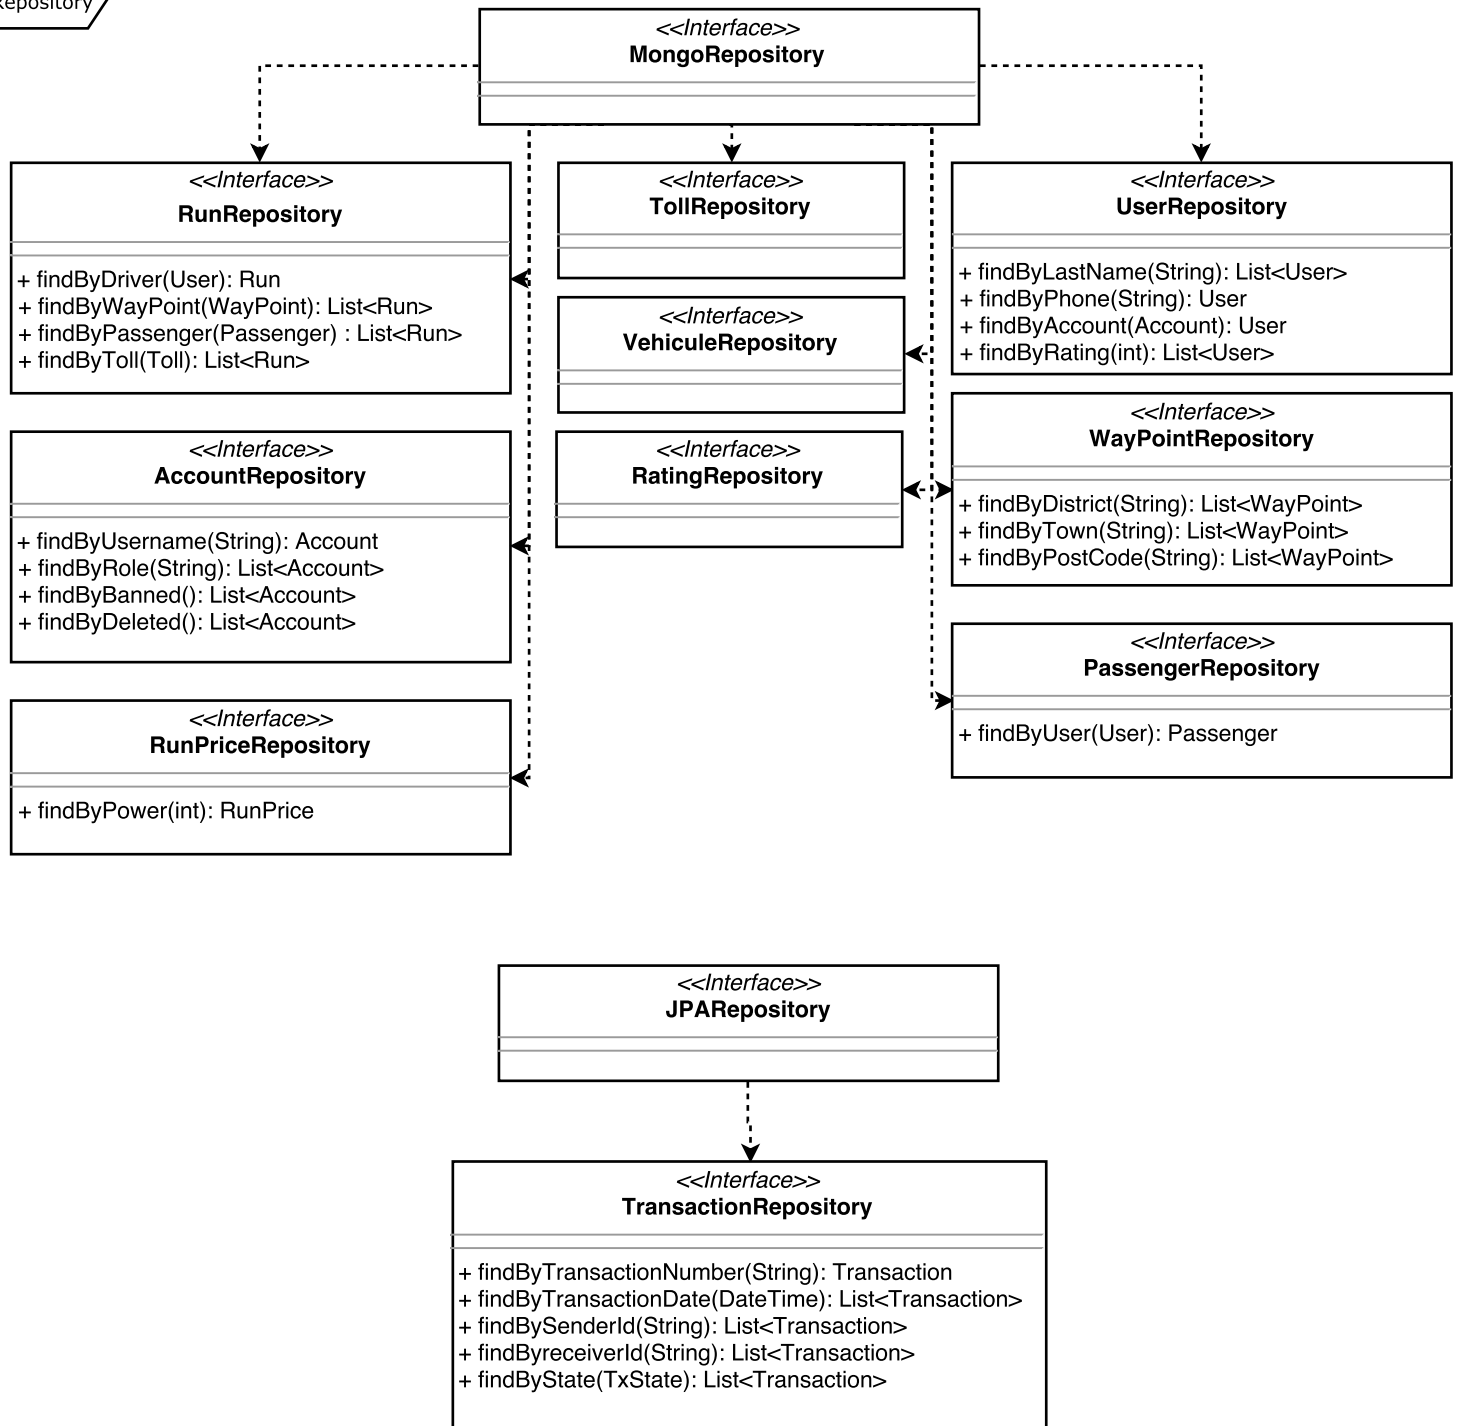 Repository
<<Interface>>
MongoRepository
<<Interface>>
RunRepository
+ findByDriver(User): Run
+ findByWayPoint(WayPoint): List<Run>
+ findByPassenger(Passenger) : List<Run>
+ findByToll(Toll): List<Run>
<<Interface>>
TollRepository
<<Interface>>
UserRepository
+ findByLastName(String): List<User>
+ findByPhone(String): User
+ findByAccount(Account): User
+ findByRating(int): List<User>
<<Interface>>
VehiculeRepository
<<Interface>>
AccountRepository
+ findByUsername(String): Account
+ findByRole(String): List<Account>
+ findByBanned(): List<Account>
+ findByDeleted(): List<Account>
<<Interface>>
RatingRepository
<<Interface>>
WayPointRepository
+ findByDistrict(String): List<WayPoint>
+ findByTown(String): List<WayPoint>
+ findByPostCode(String): List<WayPoint>
<<Interface>>
PassengerRepository
+ findByUser(User): Passenger
<<Interface>>
RunPriceRepository
+ findByPower(int): RunPrice
<<Interface>>
JPARepository
<<Interface>>
TransactionRepository
+ findByTransactionNumber(String): Transaction
+ findByTransactionDate(DateTime): List<Transaction>
+ findBySenderId(String): List<Transaction>
+ findByreceiverId(String): List<Transaction>
+ findByState(TxState): List<Transaction>